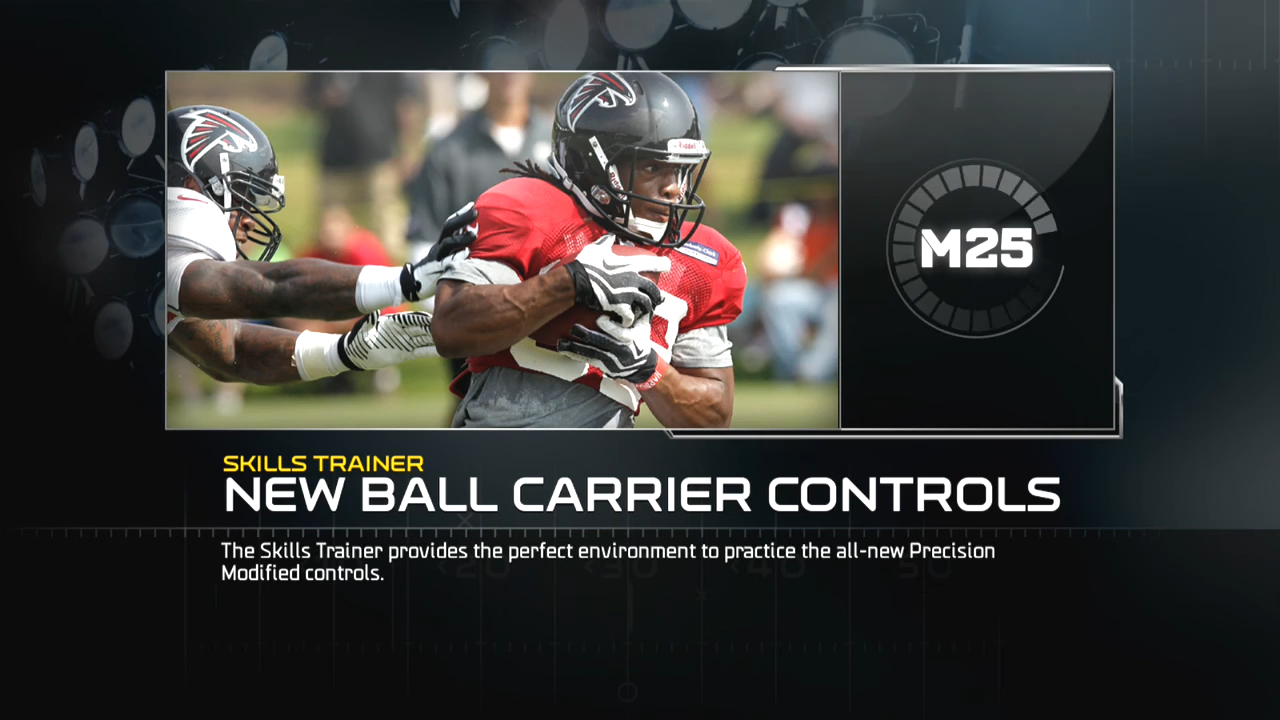 Riddell
M25
SKILLS TRAINER
NEW BALL CARRIER CONTROLS
The Skills Trainer provides the perfect environment to practice the all-new Precision
Modified controls.